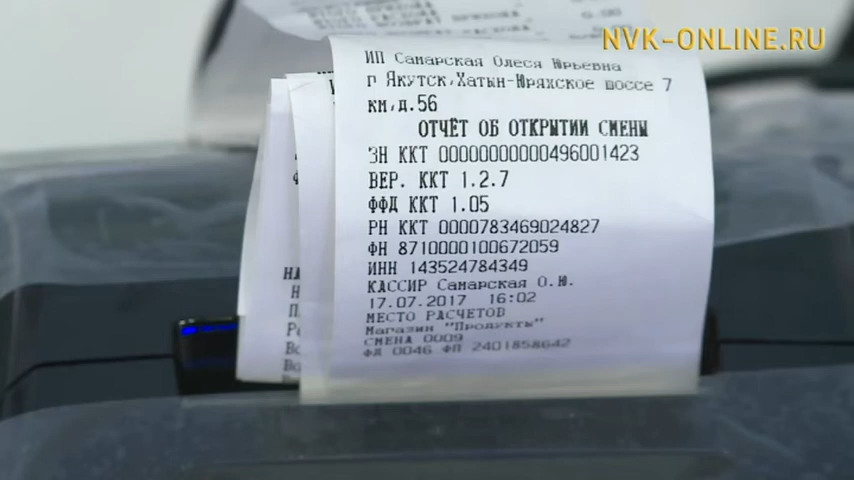 NVK-ONLINE.RU
ИП Самарская Олеся Юрьевна
г Якутск,Хатын-Юряхское шоссе 7
км,д.56
ОТЧЁТ ОБ ОТКРЫТИИ СМЕНЫ
ЗН ККТ 00000000000496001423
ВЕР. ККТ 1.2.7
ФФД ККТ 1.05
РН ККТ 0000783469024827
ФН 8710000100672059
ИНН 143524784349
КАССИР Самарская О.Ю.
17.07.2017 16:02
МЕСТО РАСЧЕТОВ
Магазин "Продукты"
СМЕНА 0009
ФД 0046 ФП 2401858642